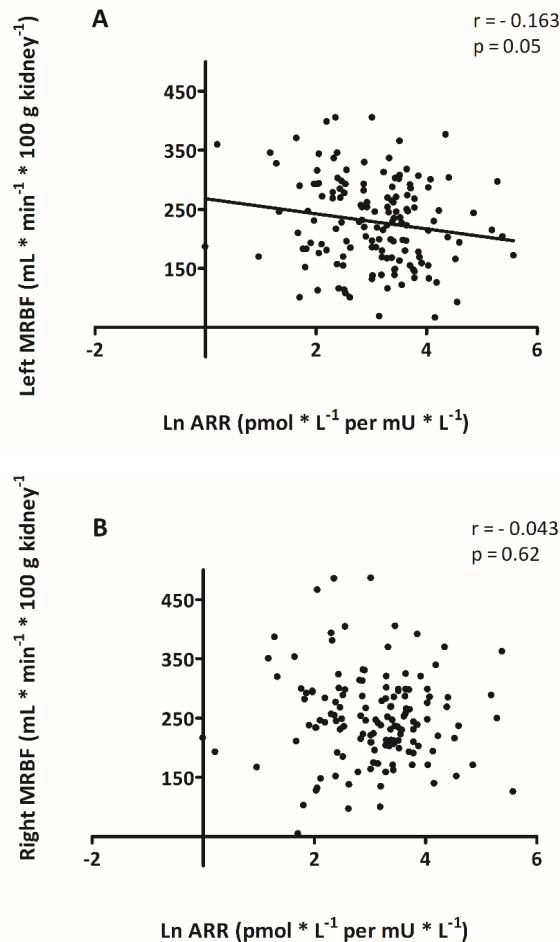 A
r = - 0.163
p = 0.05
Left MRBF (mL * min⁻¹ * 100 g kidney⁻¹)
450
350
250
150
-2
2
4
6
Ln ARR (pmol * L⁻¹ per mU * L⁻¹)
B
r = - 0.043
p = 0.62
Right MRBF (mL * min⁻¹ * 100 g kidney⁻¹)
450
350
250
150
-2
2
4
6
Ln ARR (pmol * L⁻¹ per mU * L⁻¹)